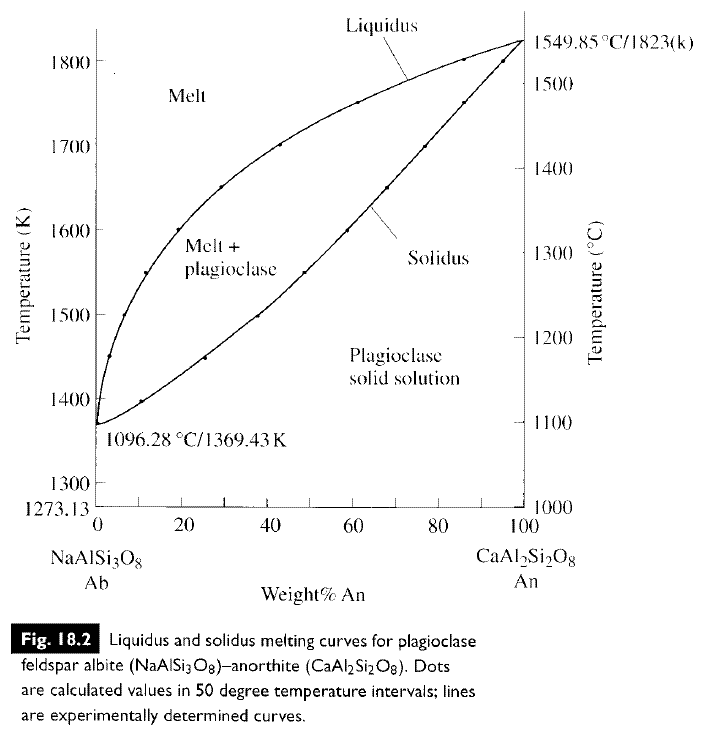 Liquidus
1549.85°C/1823(k)
1800
Melt
1500
1700
1400
1600
Melt +
plagioclase
1300
Solidus
Temperature (K)
Temperature (°C)
1500
1200
Plagioclase
solid solution
1400
1100
1096.28 °C/1369.43 K
1300
1273.13
1000
0 20 40 60 80 100
NaAlSi₃O₈
CaAl₂Si₂O₈
Ab
An
Weight% An
Fig. 18.2 Liquidus and solidus melting curves for plagioclase
feldspar albite (NaAlSi₃O₈)–anorthite (CaAl₂Si₂O₈). Dots
are calculated values in 50 degree temperature intervals; lines
are experimentally determined curves.